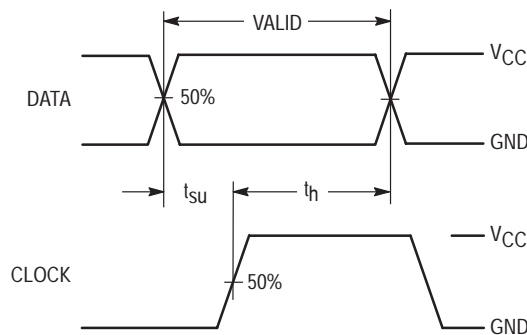 VALID
VCC
DATA
50%
GND
tsu
th
VCC
CLOCK
50%
GND